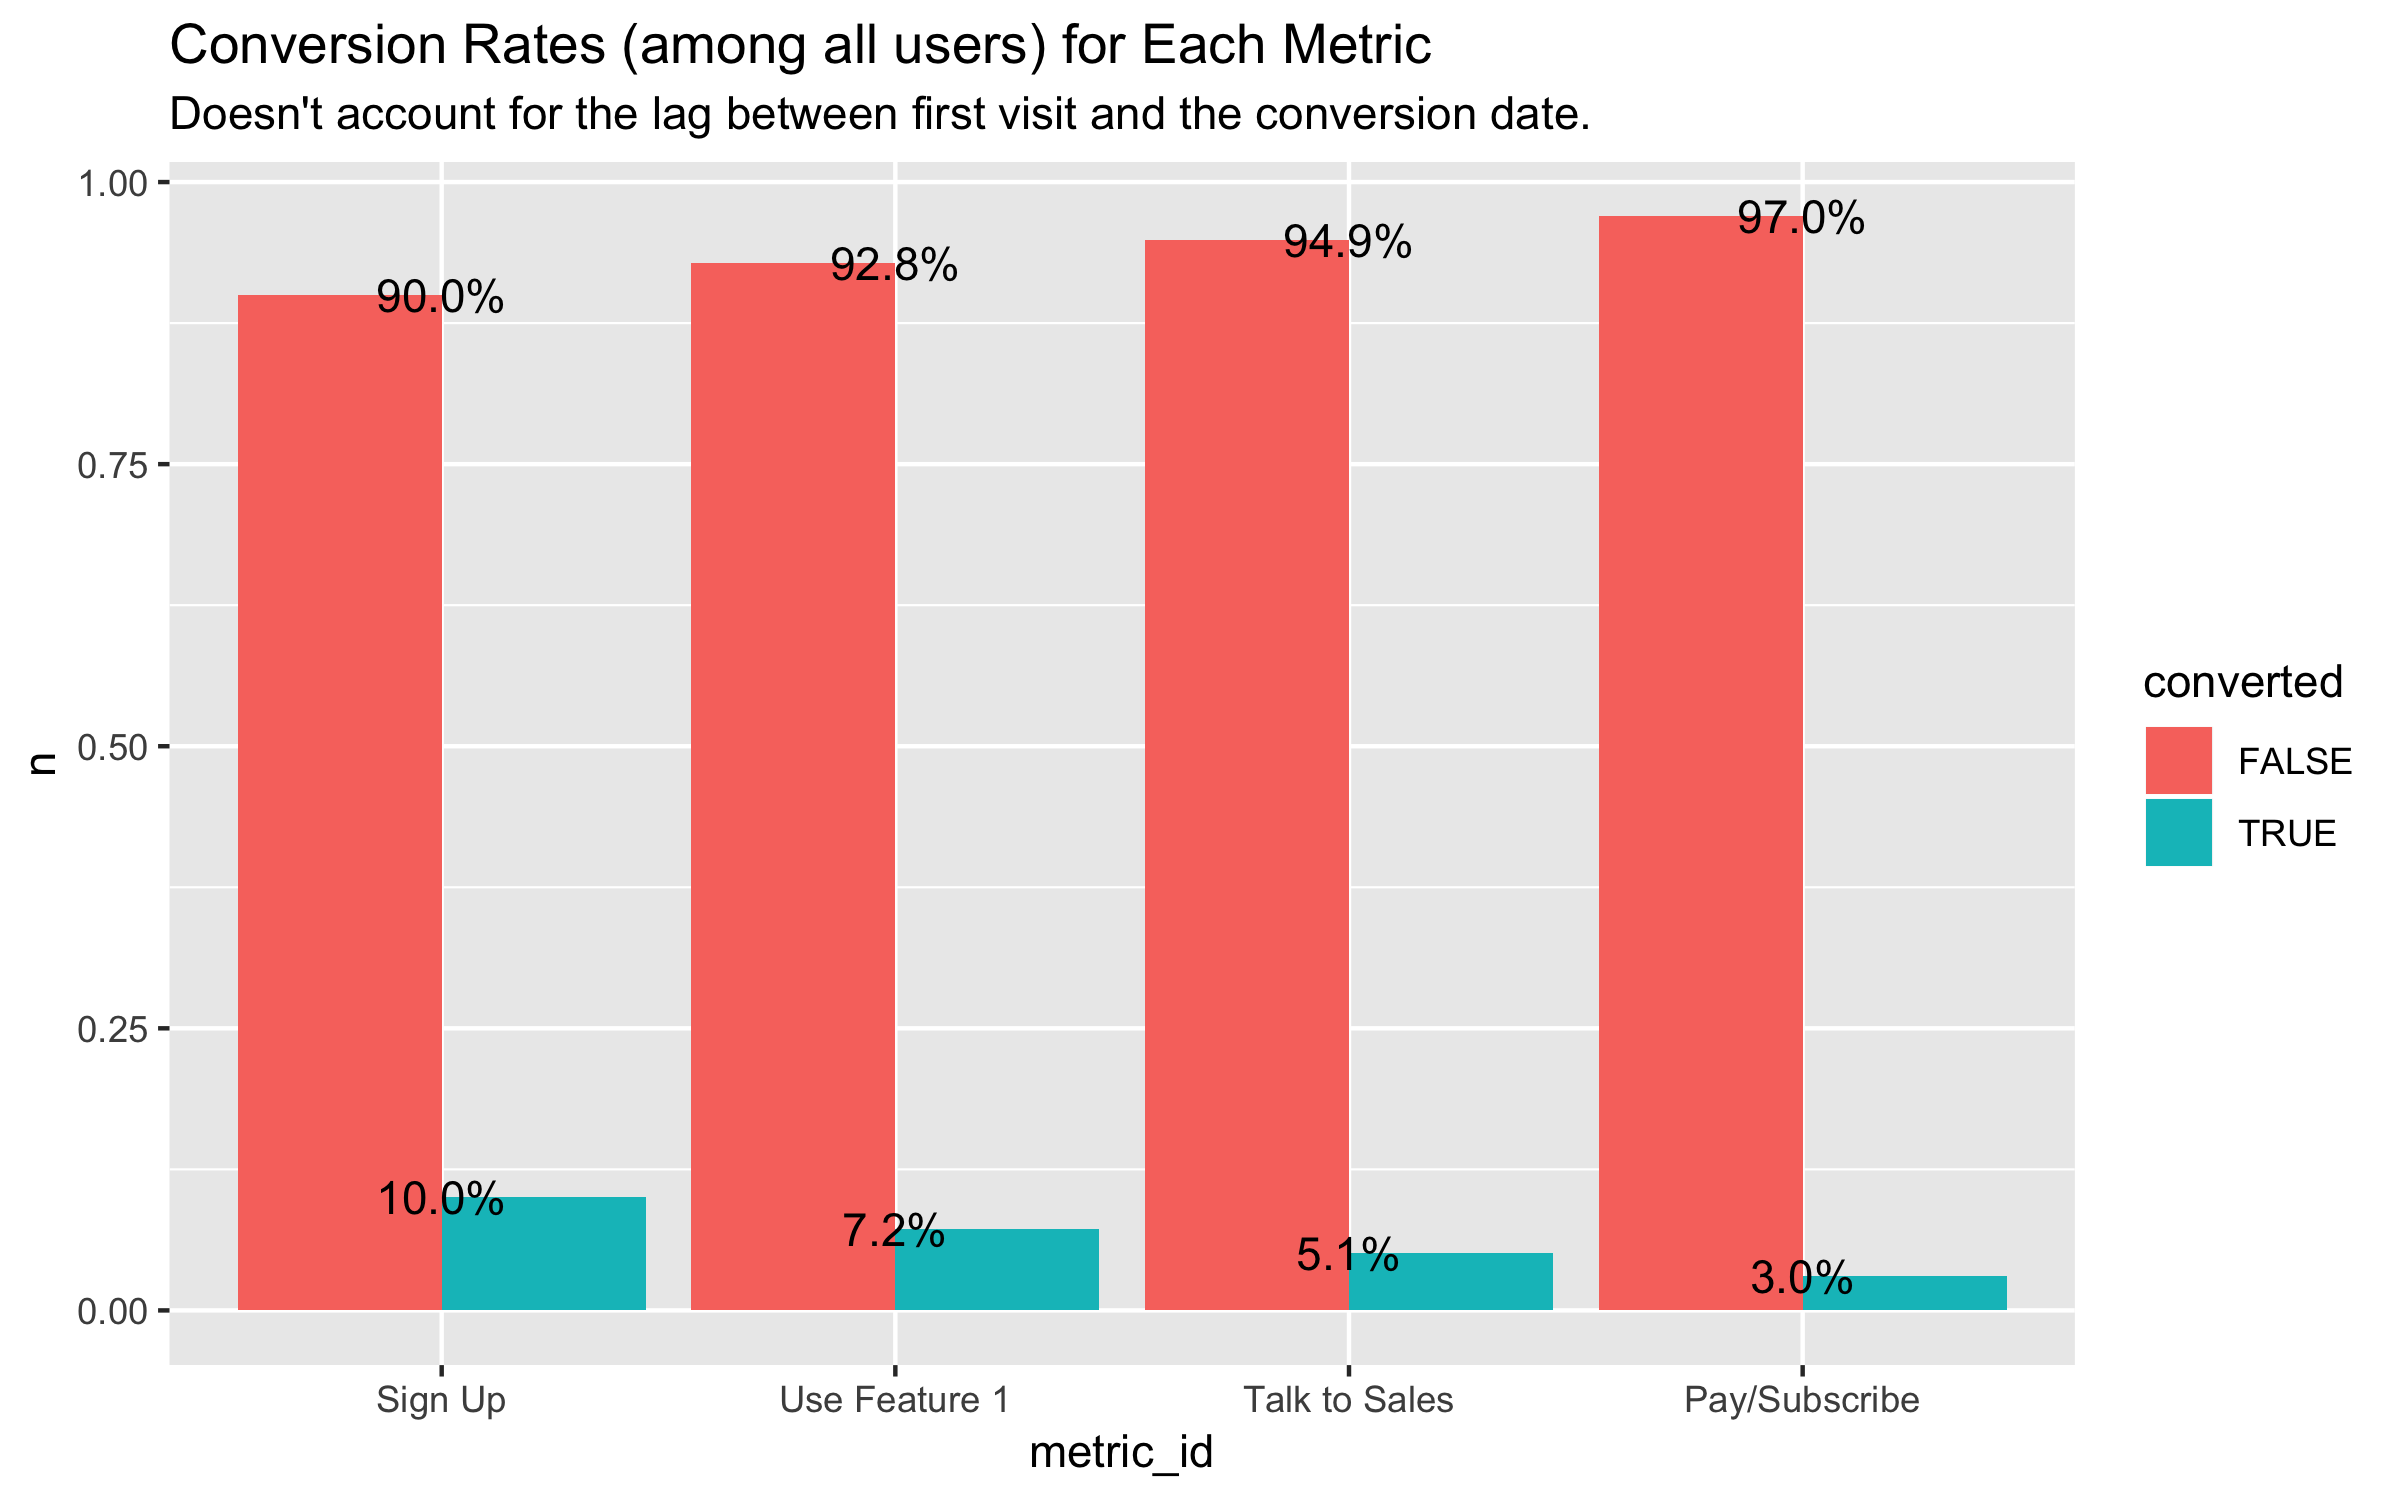 Conversion Rates (among all users) for Each Metric
Doesn't account for the lag between first visit and the conversion date.
1.00
0.75
0.50
0.25
0.00
n
90.0%
92.8%
94.9%
97.0%
10.0%
7.2%
5.1%
3.0%
Sign Up
Use Feature 1
Talk to Sales
Pay/Subscribe
metric_id
converted
FALSE
TRUE